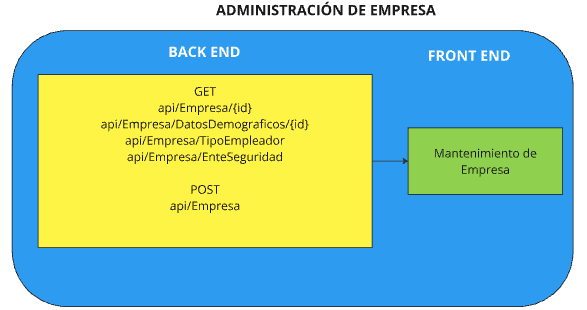 ADMINISTRACIÓN DE EMPRESA
BACK END
GET
api/Empresa/{id}
api/Empresa/DatosDemograficos/{id}
api/Empresa/TipoEmpleador
api/Empresa/EnteSeguridad
POST
api/Empresa
FRONT END
Mantenimiento de
Empresa